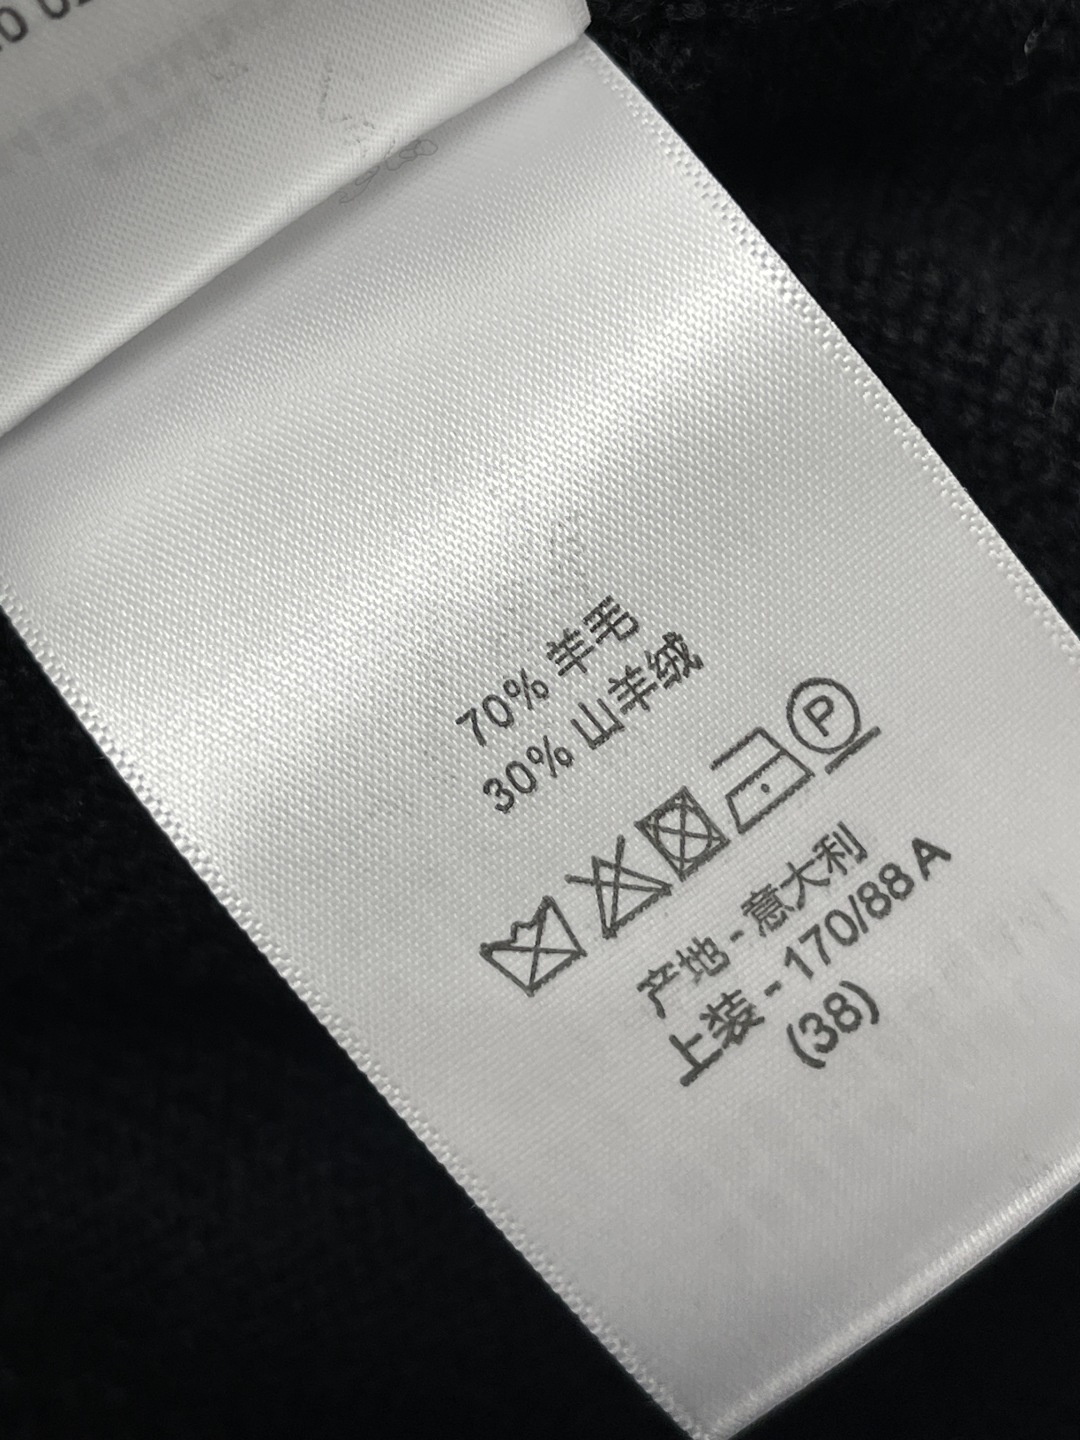 70% 羊毛
30% 山羊绒
P
产地 - 意大利
上装 - 170/88 A
(38)